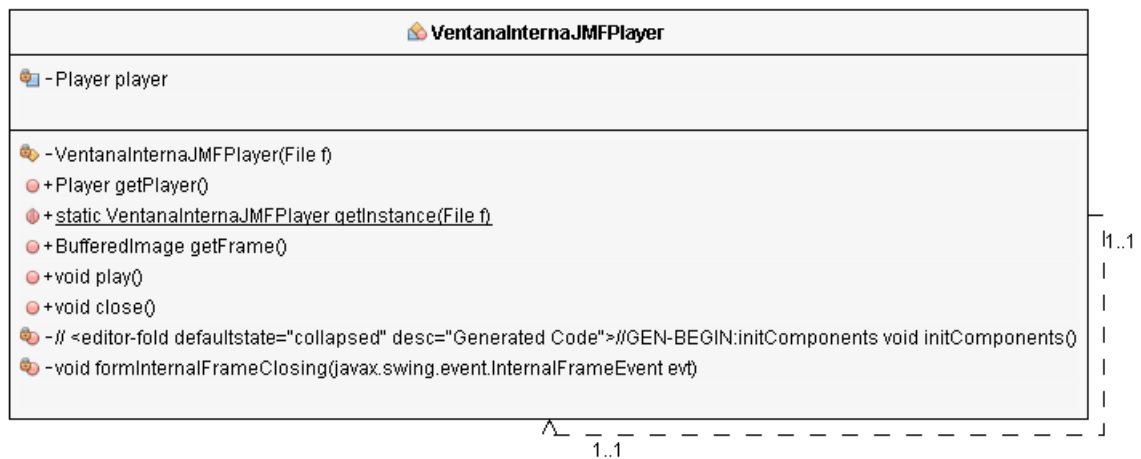 VentanaInternaJMFPlayer
-Player player
-VentanaInternaJMFPlayer(File f)
+Player getPlayer()
+static VentanaInternaJMFPlayer getInstance(File f)
+BufferedImage getFrame()
+void play()
+void close()
-// <editor-fold defaultstate="collapsed" desc="Generated Code">//GEN-BEGIN:initComponents void initComponents()
-void formInternalFrameClosing(javax.swing.event.InternalFrameEvent evt)
1..1
1..1